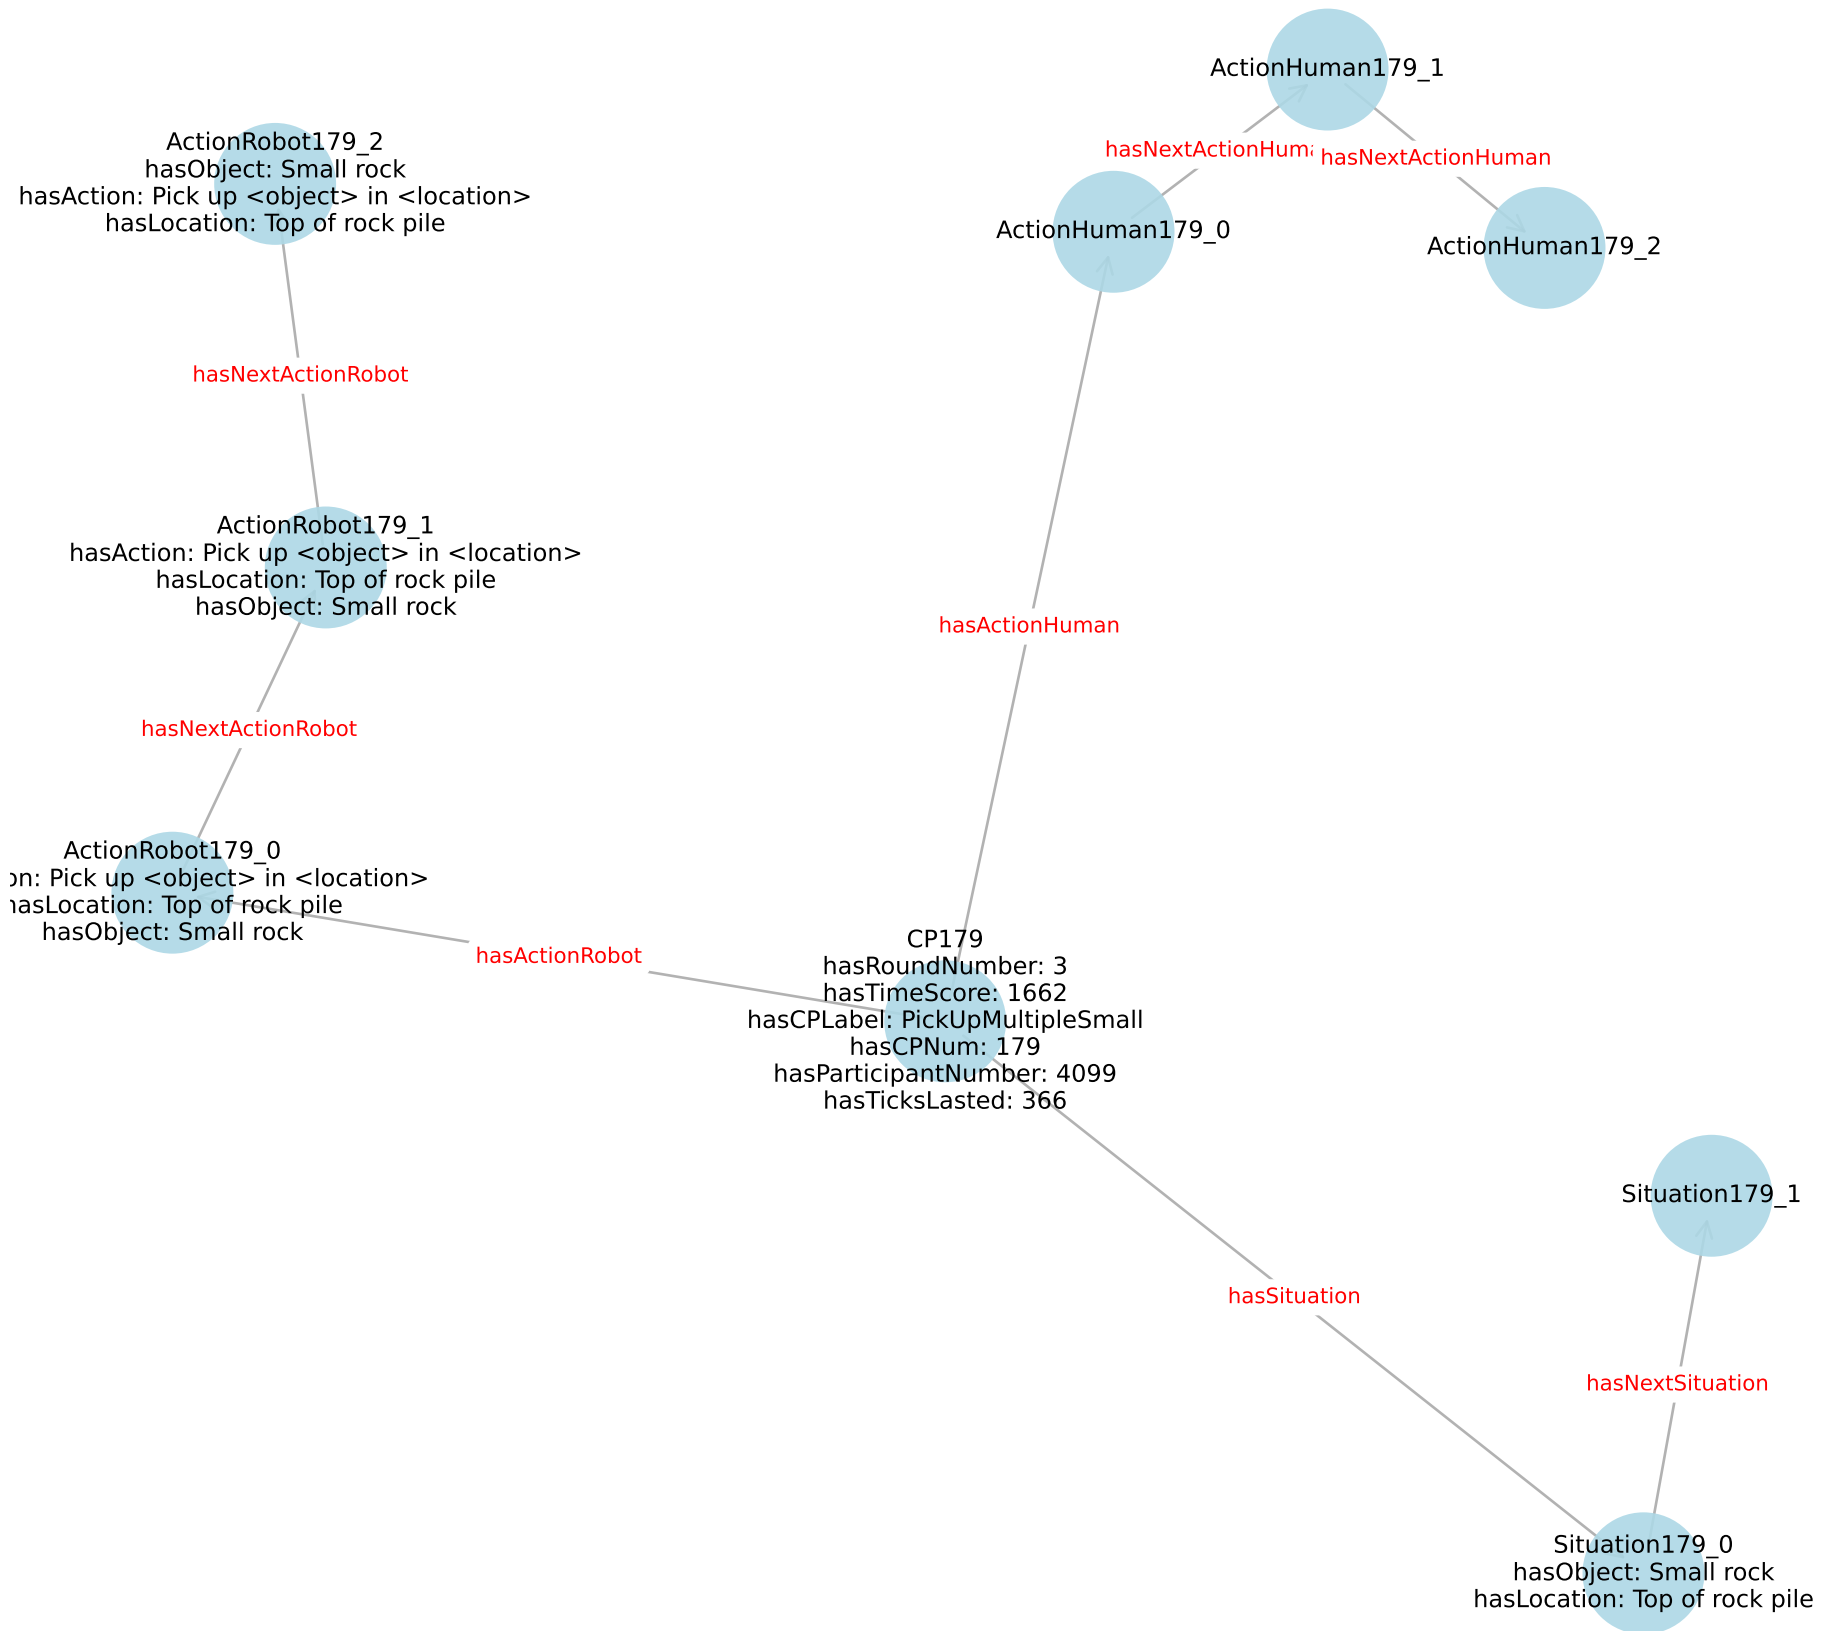 ActionHuman179_1
ActionRobot179_2
hasObject: Small rock
hasAction: Pick up <object> in <location>
hasLocation: Top of rock pile
hasNextActionHuma
hasNextActionHuman
ActionHuman179_0
ActionHuman179_2
hasNextActionRobot
ActionRobot179_1
hasAction: Pick up <object> in <location>
hasLocation: Top of rock pile
hasObject: Small rock
hasActionHuman
hasNextActionRobot
ActionRobot179_0
on: Pick up <object> in <location>
hasLocation: Top of rock pile
hasObject: Small rock
hasActionRobot
CP179
hasRoundNumber: 3
hasTimeScore: 1662
hasCPLabel: PickUpMultipleSmall
hasCPNum: 179
hasParticipantNumber: 4099
hasTicksLasted: 366
Situation179_1
hasSituation
hasNextSituation
Situation179_0
hasObject: Small rock
hasLocation: Top of rock pile